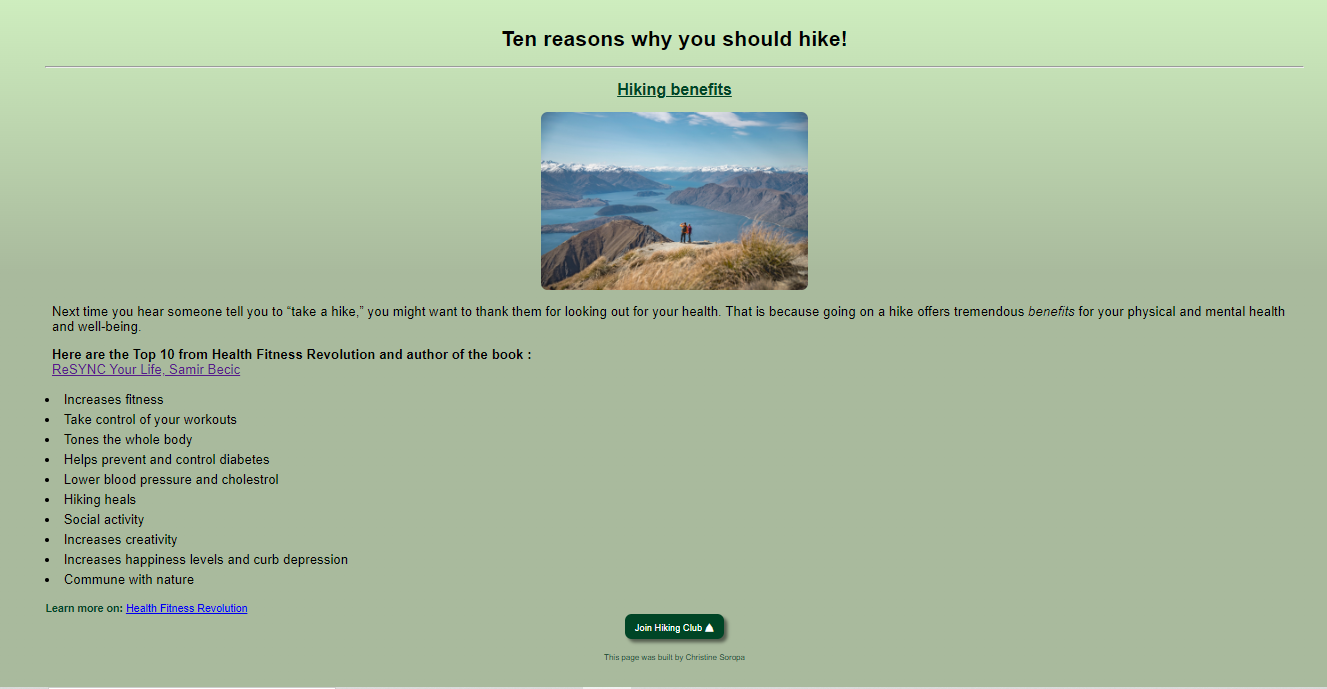 Ten reasons why you should hike!
Hiking benefits
Next time you hear someone tell you to “take a hike,” you might want to thank them for looking out for your health. That is because going on a hike offers tremendous benefits for your physical and mental health
and well-being.
Here are the Top 10 from Health Fitness Revolution and author of the book :
ReSYNC Your Life, Samir Becic
Increases fitness
Take control of your workouts
Tones the whole body
Helps prevent and control diabetes
Lower blood pressure and cholestrol
Hiking heals
Social activity
Increases creativity
Increases happiness levels and curb depression
Commune with nature
Learn more on: Health Fitness Revolution
Join Hiking Club
This page was built by Christine Soropa